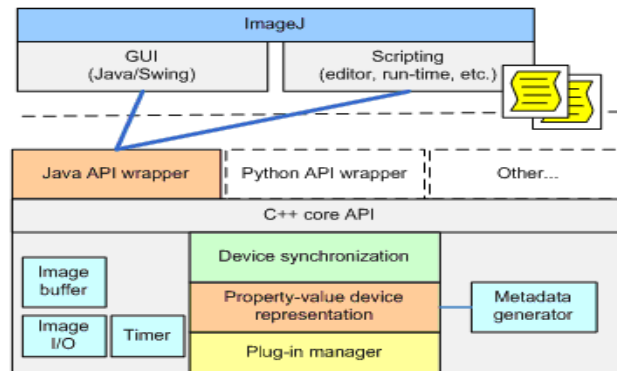 ImageJ
GUI
(Java/Swing)
Scripting
(editor, run-time, etc.)
Java API wrapper
Python API wrapper
Other...
C++ core API
Device synchronization
Image
buffer
Property-value device
representation
Metadata
generator
Image
I/O
Timer
Plug-in manager